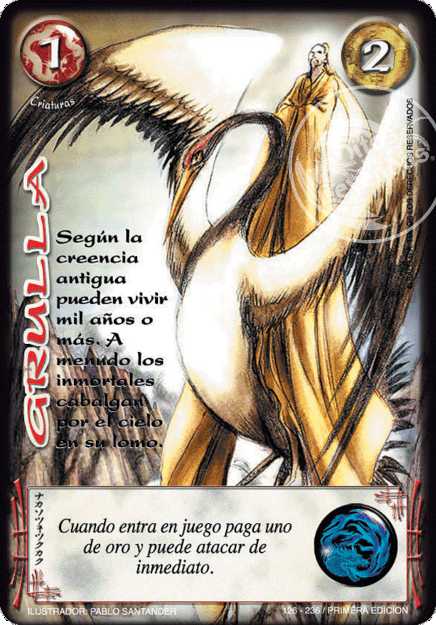 1
2
Criaturas
GRULLA
Según la
creencia
antigua
pueden vivir
mil años o
más. A
menudo los
inmortales
cabalgan
por el cielo
en su lomo.
Cuando entra en juego paga uno
de oro y puede atacar de
inmediato.
ILUSTRADOR: PABLO SANTANDER
126 - 236 / PRIMERA EDICION